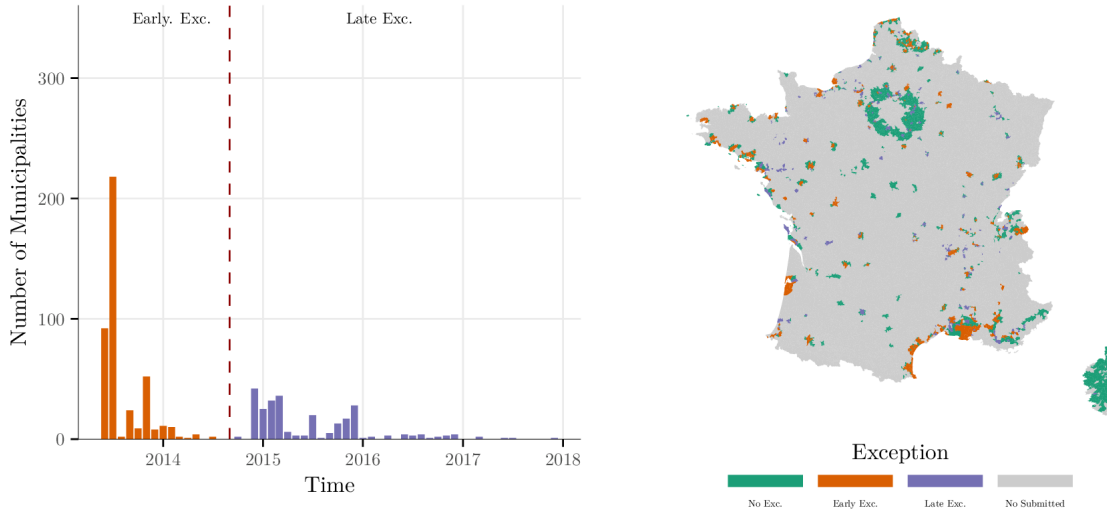 Early. Exc.
Late Exc.
Number of Municipalities
300
200
100
0
2014
2015
2016
2017
2018
Time
Exception
No Exc.
Early Exc.
Late Exc.
No Submitted